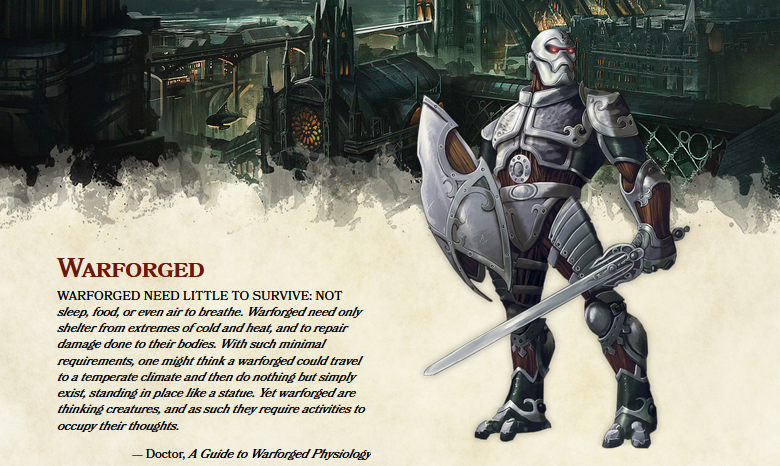 WARFORGED
WARFORGED NEED LITTLE TO SURVIVE: NOT
sleep, food, or even air to breathe. Warforged need only
shelter from extremes of cold and heat, and to repair
damage done to their bodies. With such minimal
requirements, one might think a warforged could travel
to a temperate climate and then do nothing but simply
exist, standing in place like a statue. Yet warforged are
thinking creatures, and as such they require activities to
occupy their thoughts.
— Doctor, A Guide to Warforged Physiology